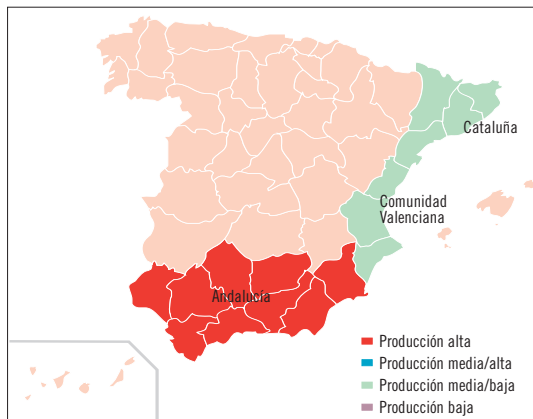 Cataluña
Comunidad
Valenciana
Andalucía
Producción alta
Producción media/alta
Producción media/baja
Producción baja